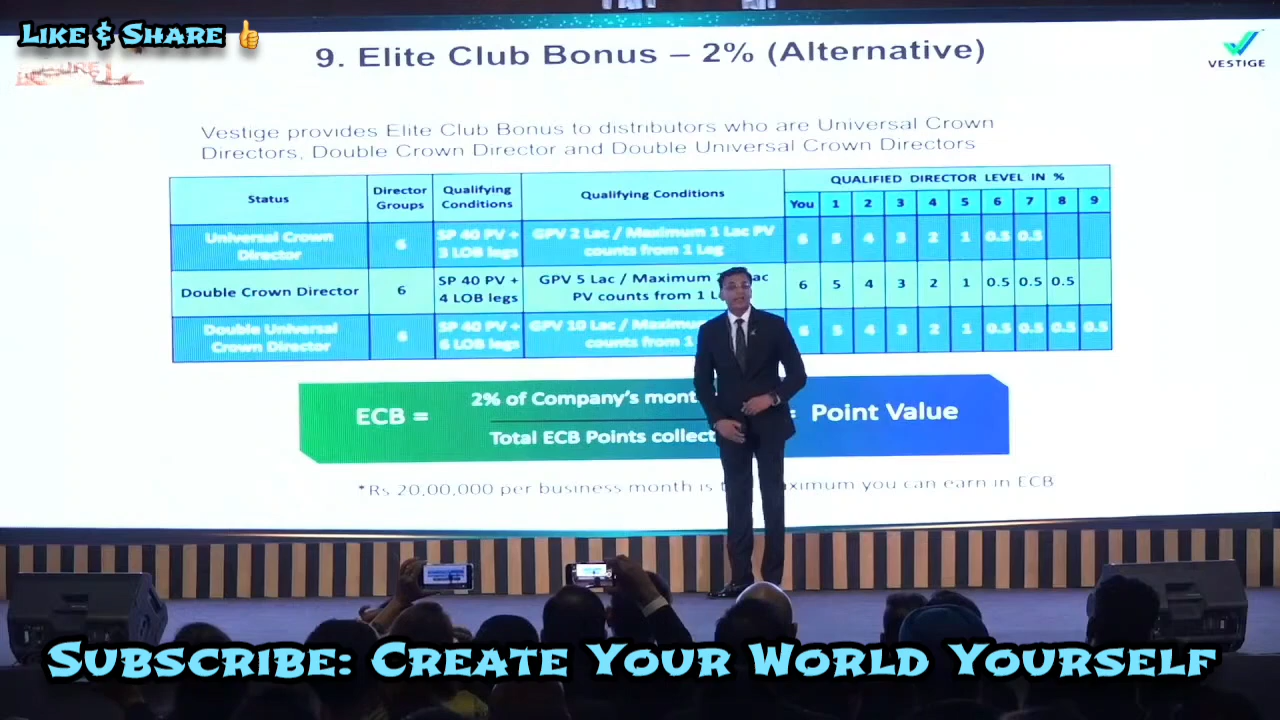 Like & Share 👍
9. Elite Club Bonus – 2% (Alternative)
VESTIGE
Vestige provides Elite Club Bonus to distributors who are Universal Crown
Directors, Double Crown Director and Double Universal Crown Directors
Status Director Groups Qualifying Conditions Qualifying Conditions QUALIFIED DIRECTOR LEVEL IN %
You 1 2 3 4 5 6 7 8 9
Universal Crown Director 6 SP 40 PV + 3 LOB legs GPV 2 Lac / Maximum 1 Lac PV counts from 1 Leg 6 5 4 3 2 1 0.5 0.5
Double Crown Director 6 SP 40 PV + 4 LOB legs GPV 5 Lac / Maximum PV counts from 1 6 5 4 3 2 1 0.5 0.5 0.5
Double Universal Crown Director 6 SP 40 PV + 6 LOB legs GPV 10 Lac / counts from 1 6 5 4 3 2 1 0.5 0.5 0.5 0.5
2% of Company's
ECB = = Point Value
Total ECB Points
*Rs 20,00,000 per business month is you can earn in ECB
Subscribe: Create Your World Yourself